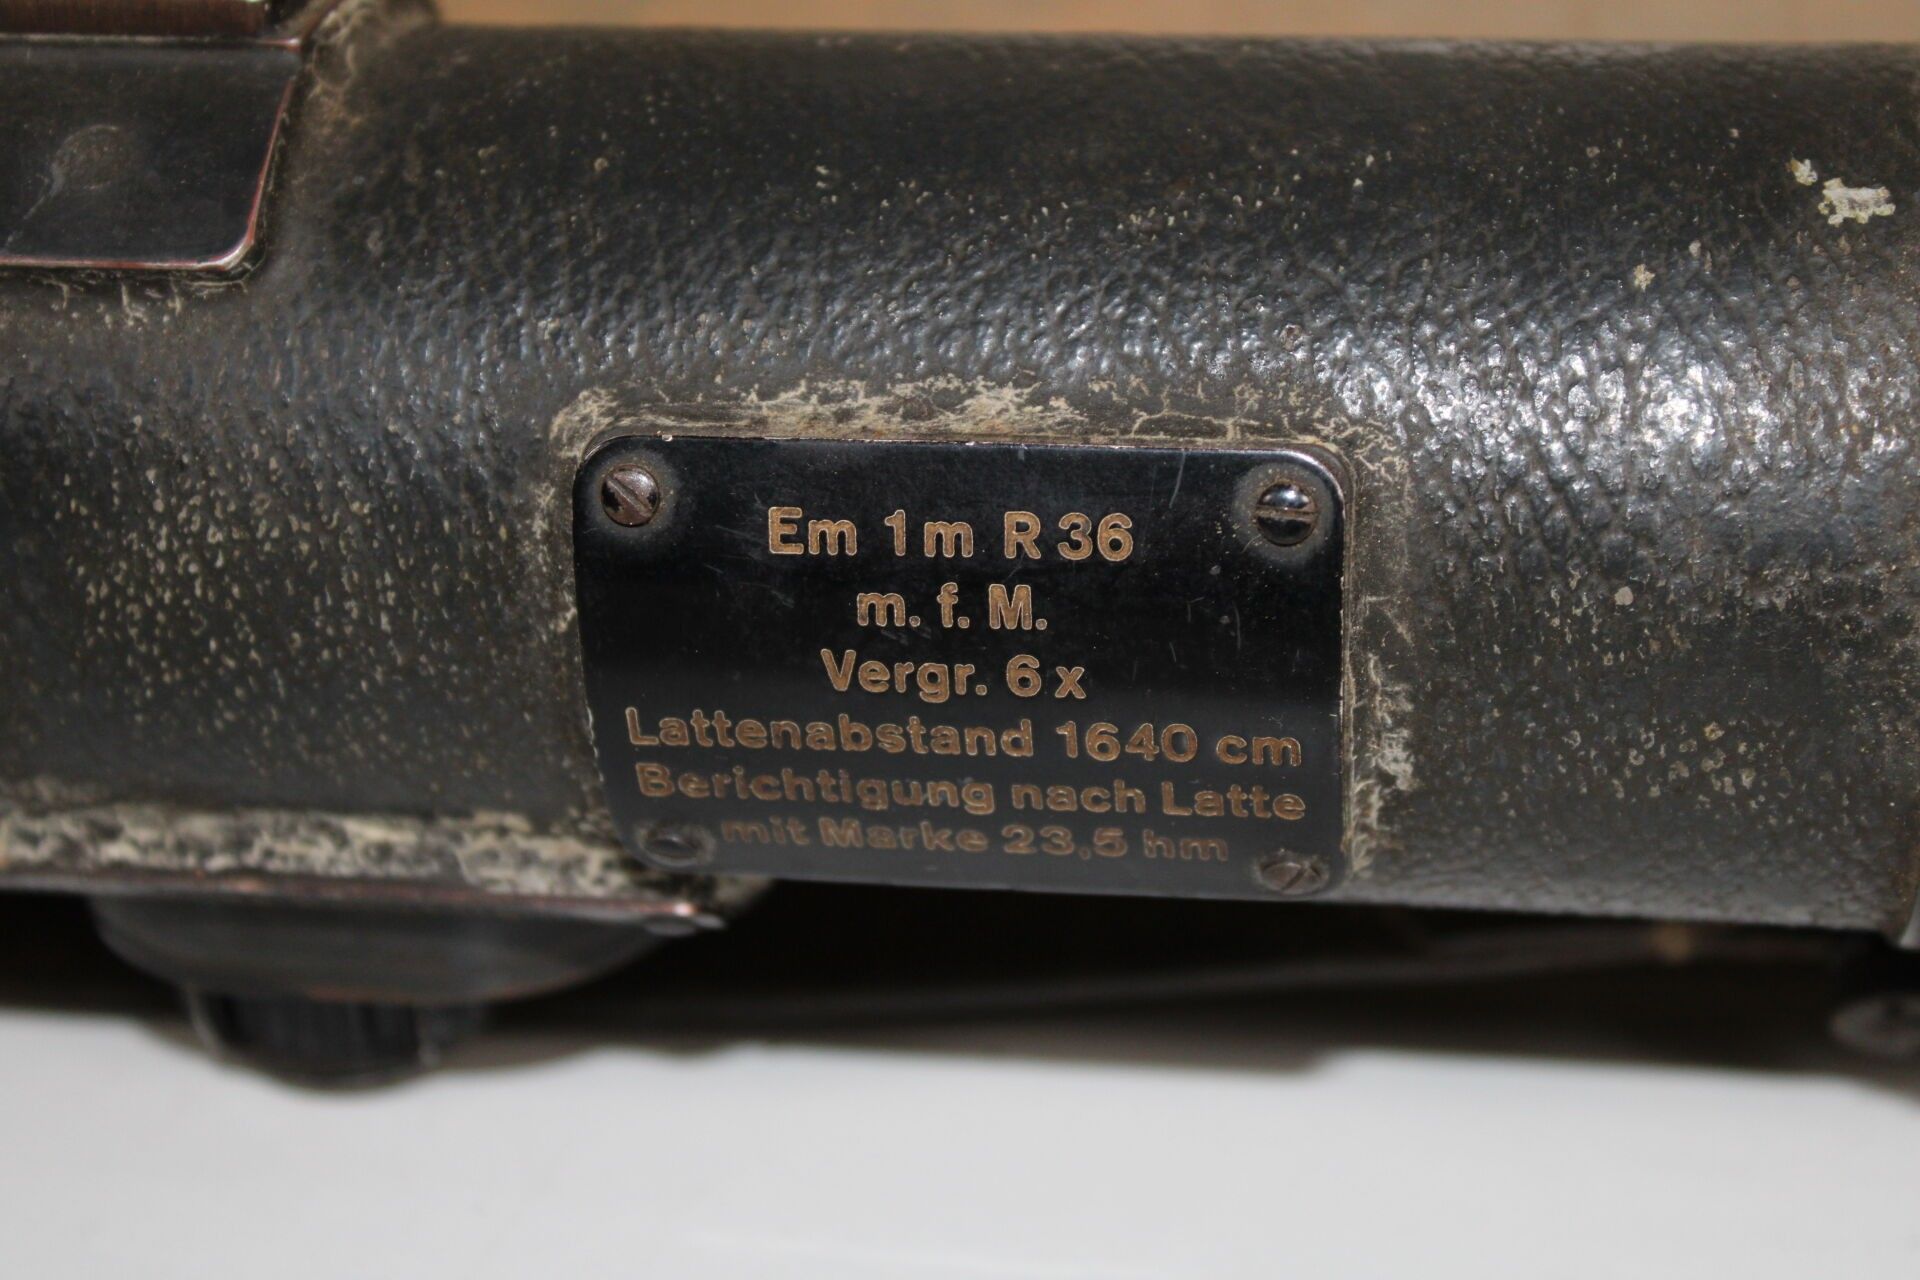 Em 1m R 36
m. f. M.
Vergr. 6 x
Lattenabstand 1640 cm
Berichtigung nach Latte
mit Marke 23,5 hm